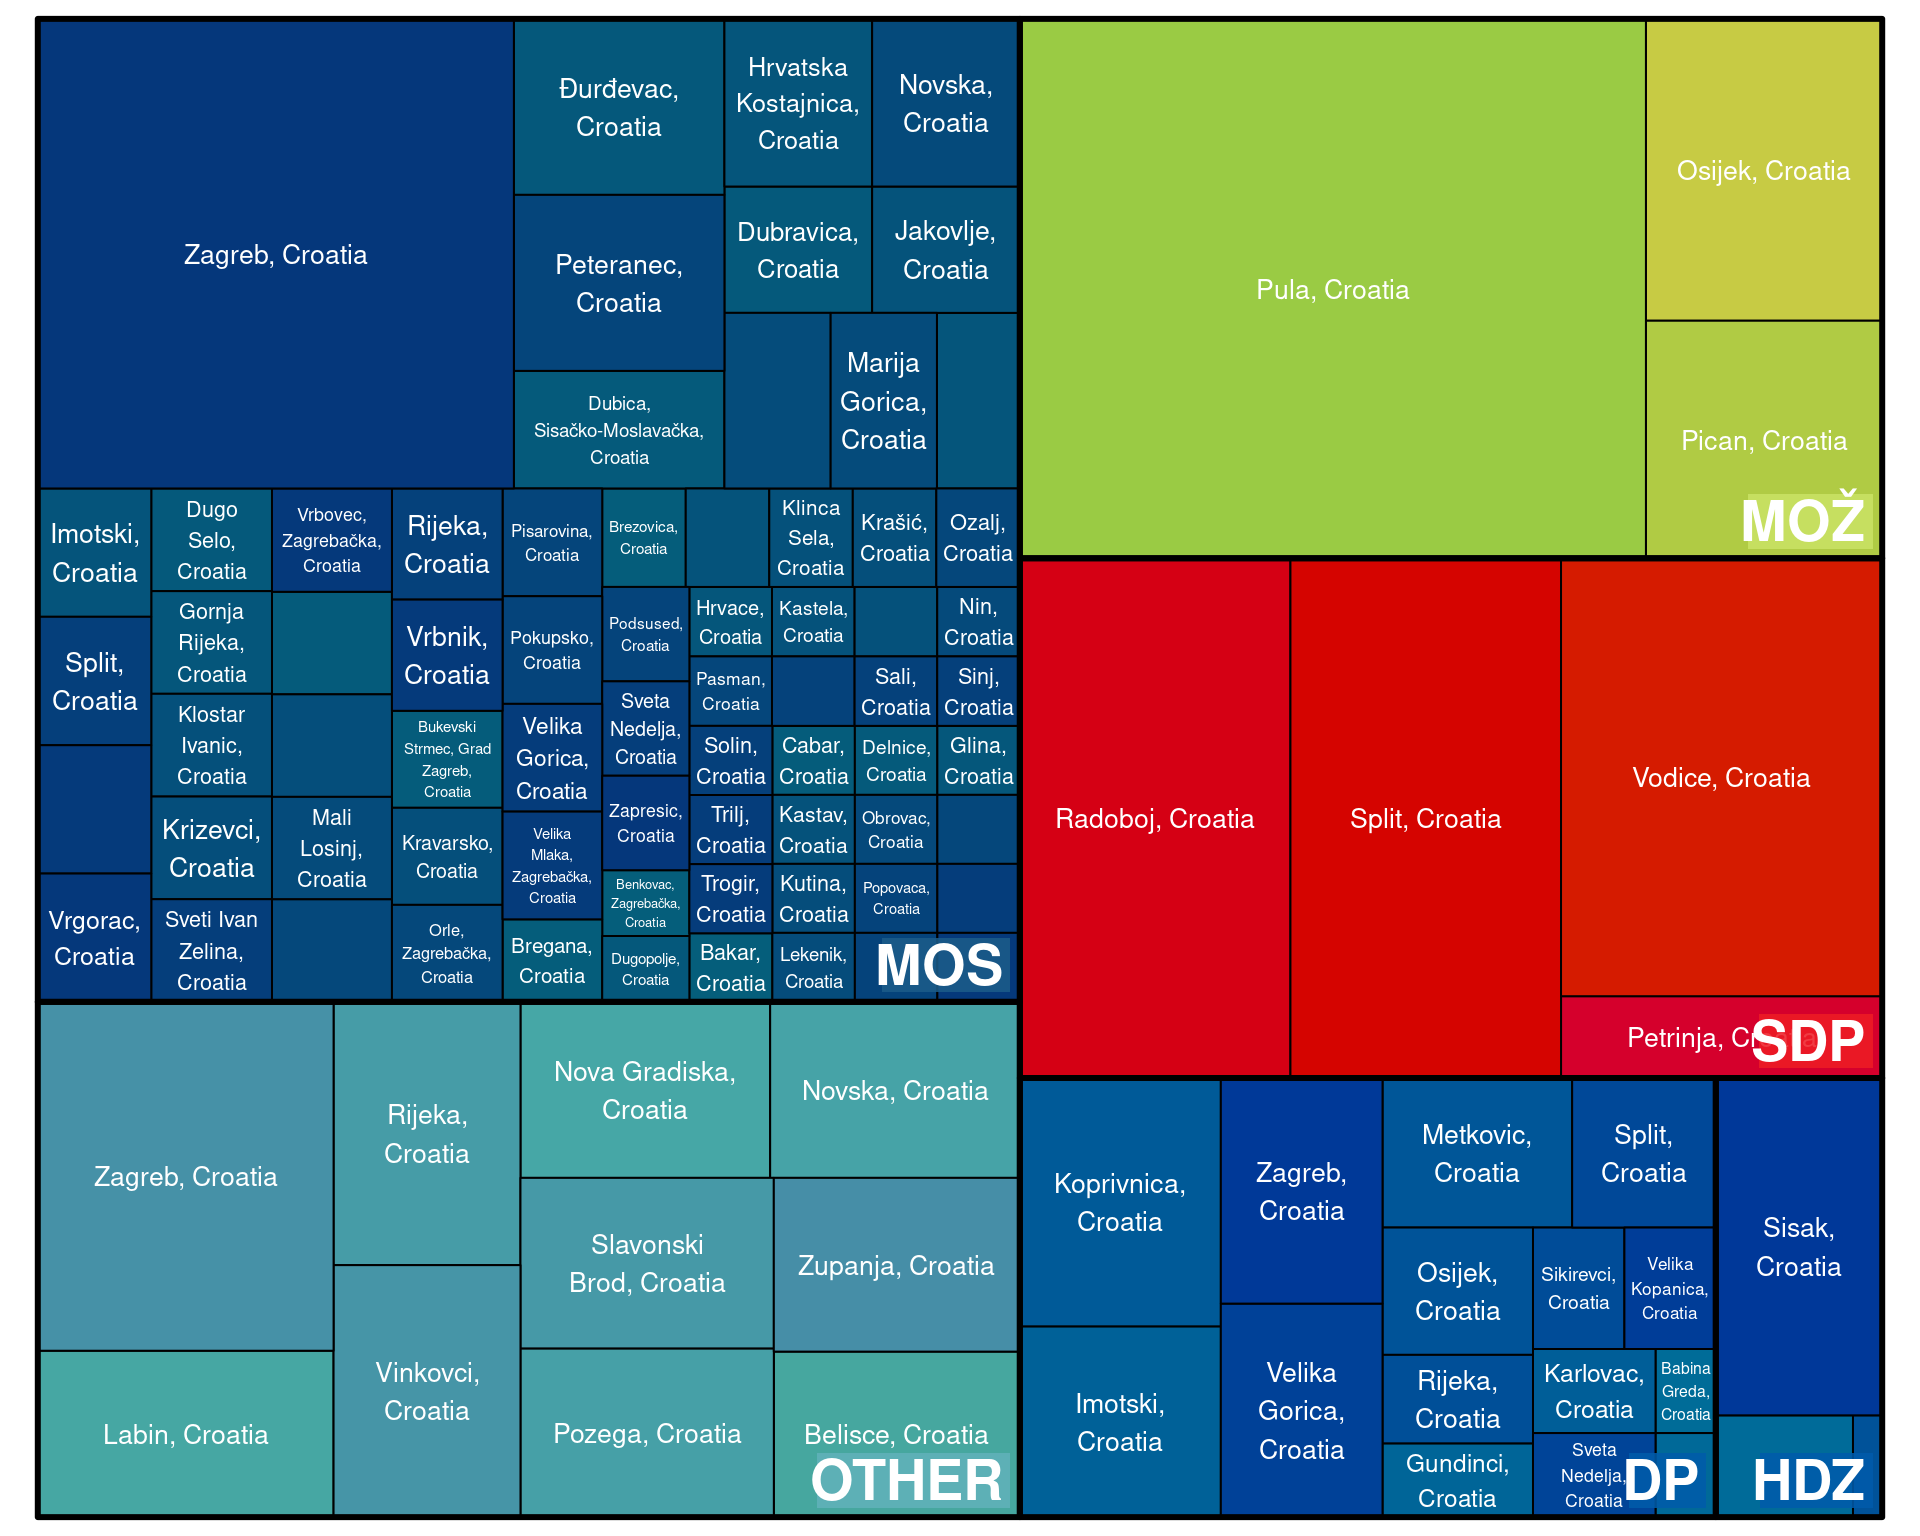 Zagreb, Croatia
Đurđevac,
Croatia
Peteranec,
Croatia
Dubica,
Sisačko-Moslavačka,
Croatia
Hrvatska
Kostajnica,
Croatia
Novska,
Croatia
Dubravica,
Croatia
Jakovlje,
Croatia
Marija
Gorica,
Croatia
Imotski,
Croatia
Split,
Croatia
Vrgorac,
Croatia
Dugo
Selo,
Croatia
Gornja
Rijeka,
Croatia
Klostar
Ivanic,
Croatia
Krizevci,
Croatia
Sveti Ivan
Zelina,
Croatia
Vrbovec,
Zagrebačka,
Croatia
Mali
Losinj,
Croatia
Rijeka,
Croatia
Vrbnik,
Croatia
Bukevski
Strmec, Grad
Zagreb,
Croatia
Kravarsko,
Croatia
Orle,
Zagrebačka,
Croatia
Pisarovina,
Croatia
Pokupsko,
Croatia
Velika
Gorica,
Croatia
Velika
Mlaka,
Zagrebačka,
Croatia
Bregana,
Croatia
Brezovica,
Croatia
Podsused,
Croatia
Sveta
Nedelja,
Croatia
Zapresic,
Croatia
Benkovac,
Zagrebačka,
Croatia
Dugopolje,
Croatia
Klinca
Sela,
Croatia
Krašić,
Croatia
Ozalj,
Croatia
Hrvace,
Croatia
Kastela,
Croatia
Nin,
Croatia
Pasman,
Croatia
Sali,
Croatia
Sinj,
Croatia
Solin,
Croatia
Cabar,
Croatia
Delnice,
Croatia
Glina,
Croatia
Trilj,
Croatia
Kastav,
Croatia
Obrovac,
Croatia
Trogir,
Croatia
Kutina,
Croatia
Popovaca,
Croatia
Bakar,
Croatia
Lekenik,
Croatia
MOS
Pula, Croatia
Osijek, Croatia
Pican, Croatia
MOŽ
Radoboj, Croatia
Split, Croatia
Vodice, Croatia
Petrinja, Croatia
SDP
Zagreb, Croatia
Labin, Croatia
Rijeka,
Croatia
Vinkovci,
Croatia
Nova Gradiska,
Croatia
Novska, Croatia
Slavonski
Brod, Croatia
Zupanja, Croatia
Pozega, Croatia
Belisce, Croatia
OTHER
Koprivnica,
Croatia
Imotski,
Croatia
Zagreb,
Croatia
Velika
Gorica,
Croatia
Metkovic,
Croatia
Split,
Croatia
Osijek,
Croatia
Sikirevci,
Croatia
Velika
Kopanica,
Croatia
Rijeka,
Croatia
Karlovac,
Croatia
Babina
Greda,
Croatia
Gundinci,
Croatia
Sveta
Nedelja,
Croatia
DP
Sisak,
Croatia
HDZ